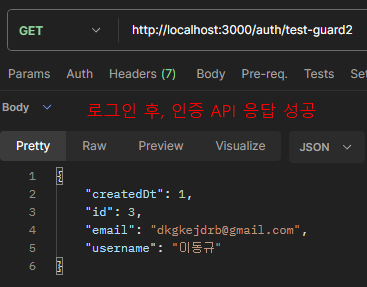 GET http://localhost:3000/auth/test-guard2
Params Auth Headers (7) Body Pre-req. Tests
Body 로그인 후, 인증 API 응답 성공
Pretty Raw Preview Visualize JSON
1 {
2 "createdDt": 1,
3 "id": 3,
4 "email": "dkgkejdrb@gmail.com",
5 "username": "이동규"
6 }